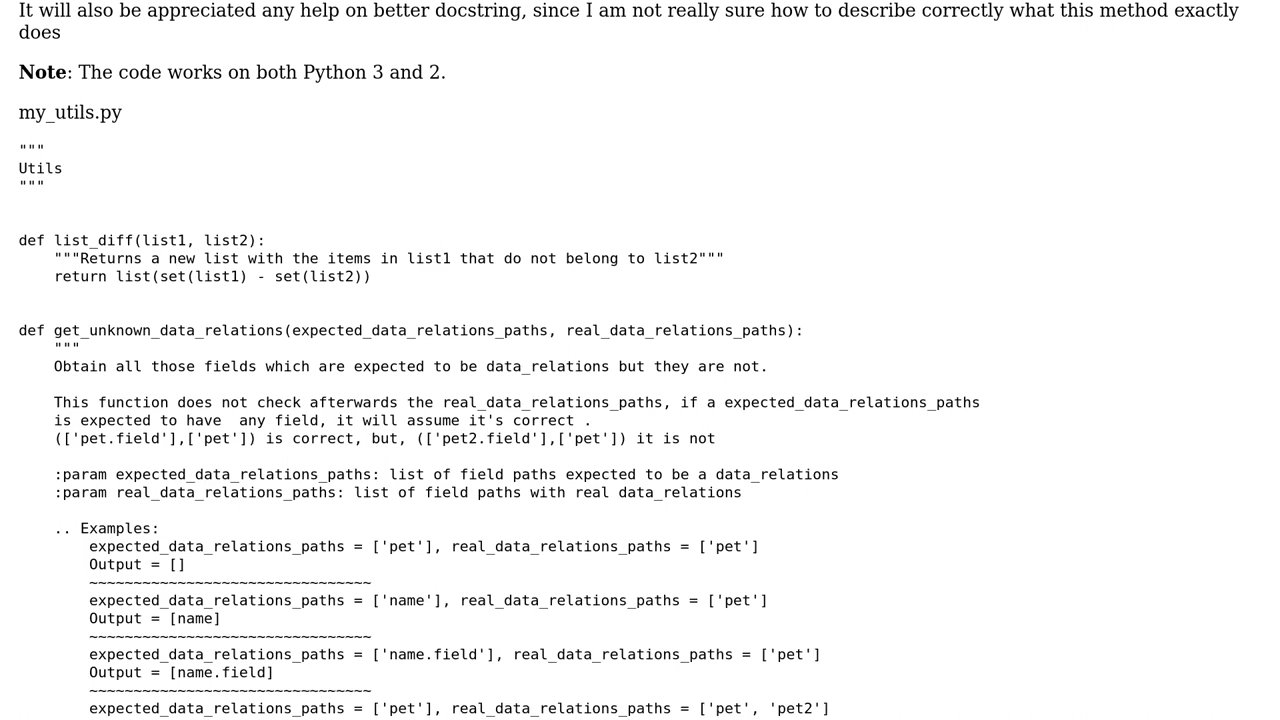 It will also be appreciated any help on better docstring, since I am not really sure how to describe correctly what this method exactly
does
Note: The code works on both Python 3 and 2.
my_utils.py
"""
Utils
"""
def list_diff(list1, list2):
    """Returns a new list with the items in list1 that do not belong to list2"""
    return list(set(list1) - set(list2))
def get_unknown_data_relations(expected_data_relations_paths, real_data_relations_paths):
    """
    Obtain all those fields which are expected to be data_relations but they are not.
    This function does not check afterwards the real_data_relations_paths, if a expected_data_relations_paths
    is expected to have  any field, it will assume it's correct .
    (['pet.field'],['pet']) is correct, but, (['pet2.field'],['pet']) it is not
    :param expected_data_relations_paths: list of field paths expected to be a data_relations
    :param real_data_relations_paths: list of field paths with real data_relations
    .. Examples:
        expected_data_relations_paths = ['pet'], real_data_relations_paths = ['pet']
        Output = []
        ~~~~~~~~~~~~~~~~~~~~~~~~~~~~~~~~
        expected_data_relations_paths = ['name'], real_data_relations_paths = ['pet']
        Output = [name]
        ~~~~~~~~~~~~~~~~~~~~~~~~~~~~~~~~
        expected_data_relations_paths = ['name.field'], real_data_relations_paths = ['pet']
        Output = [name.field]
        ~~~~~~~~~~~~~~~~~~~~~~~~~~~~~~~~
        expected_data_relations_paths = ['pet'], real_data_relations_paths = ['pet', 'pet2']